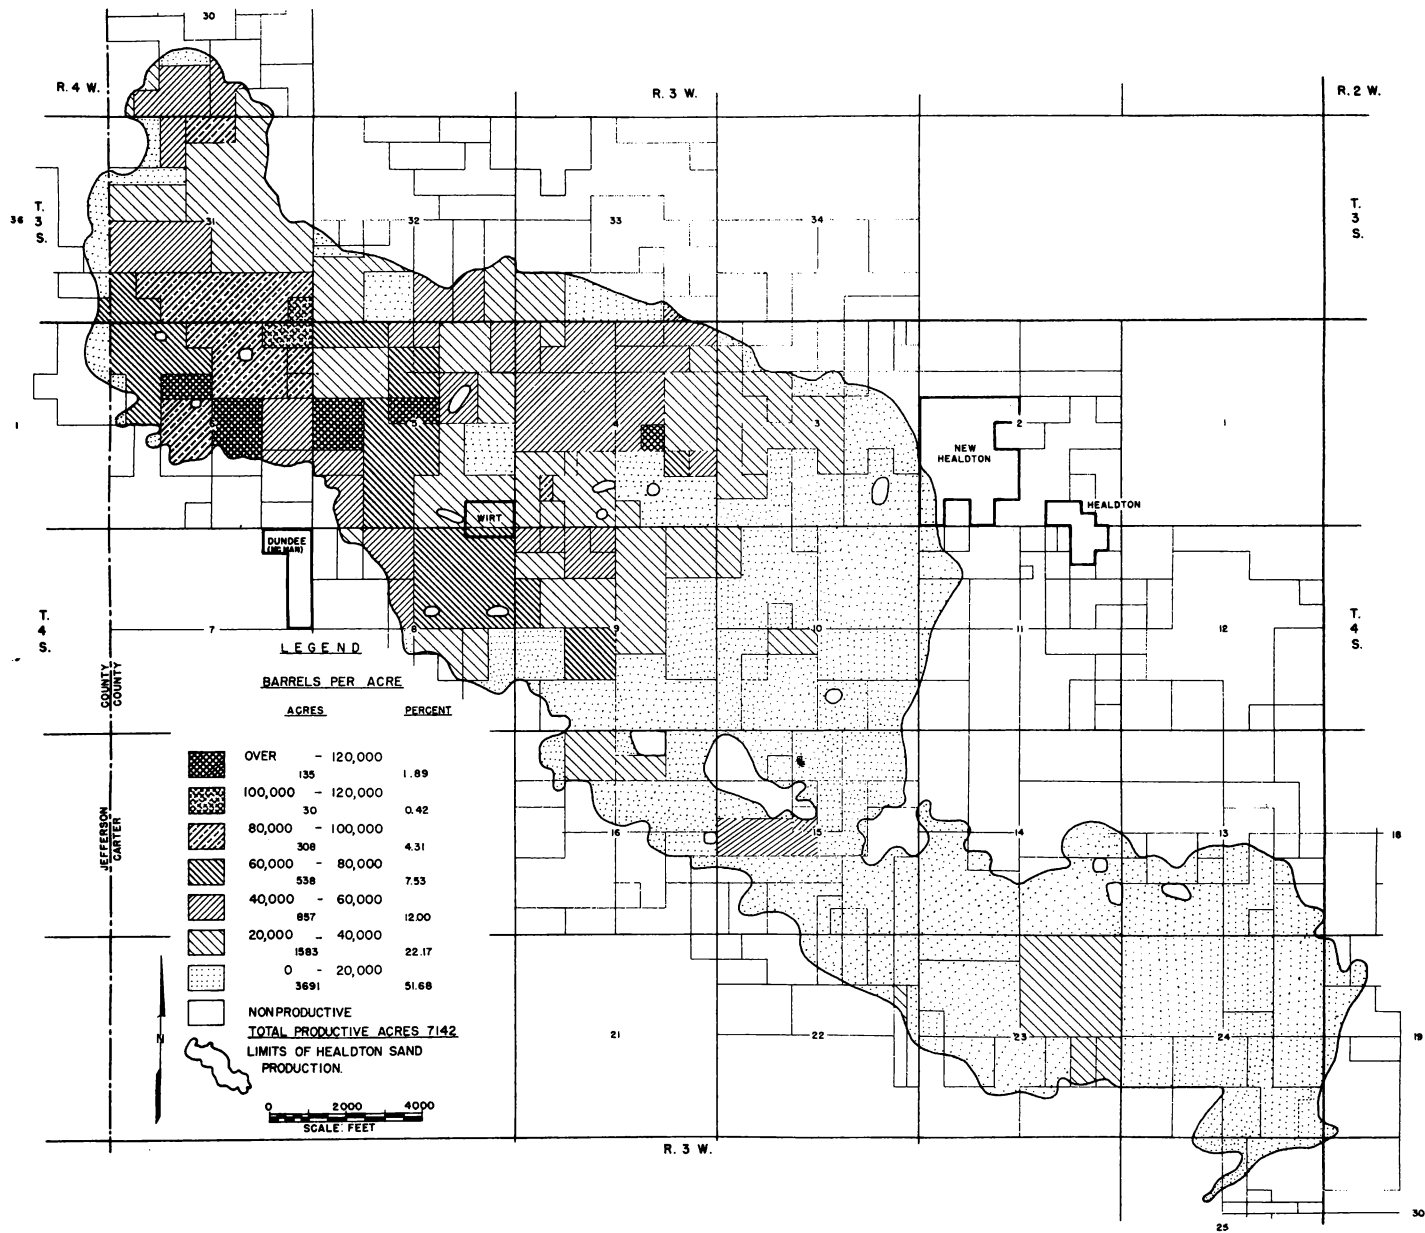 30
R. 4 W.
R. 3 W.
R. 2 W.
36
T. 3 S.
31
32
33
34
T. 3 S.
1
5
4
3
2
1
NEW HEALDTON
HEALDTON
WIRT
DUNDEE
(MC MAN)
T. 4 S.
7
8
9
10
11
12
T. 4 S.
COUNTY
COUNTY
JEFFERSON
CARTER
LEGEND
BARRELS PER ACRE
ACRES PERCENT
OVER - 120,000
135 1.89
100,000 - 120,000
30 0.42
80,000 - 100,000
308 4.31
60,000 - 80,000
538 7.53
40,000 - 60,000
857 12.00
20,000 - 40,000
1583 22.17
0 - 20,000
3691 51.68
NONPRODUCTIVE
TOTAL PRODUCTIVE ACRES 7142
LIMITS OF HEALDTON SAND
PRODUCTION.
N
0 2000 4000
SCALE: FEET
16
15
14
13
18
21
22
23
24
19
R. 3 W.
25
30